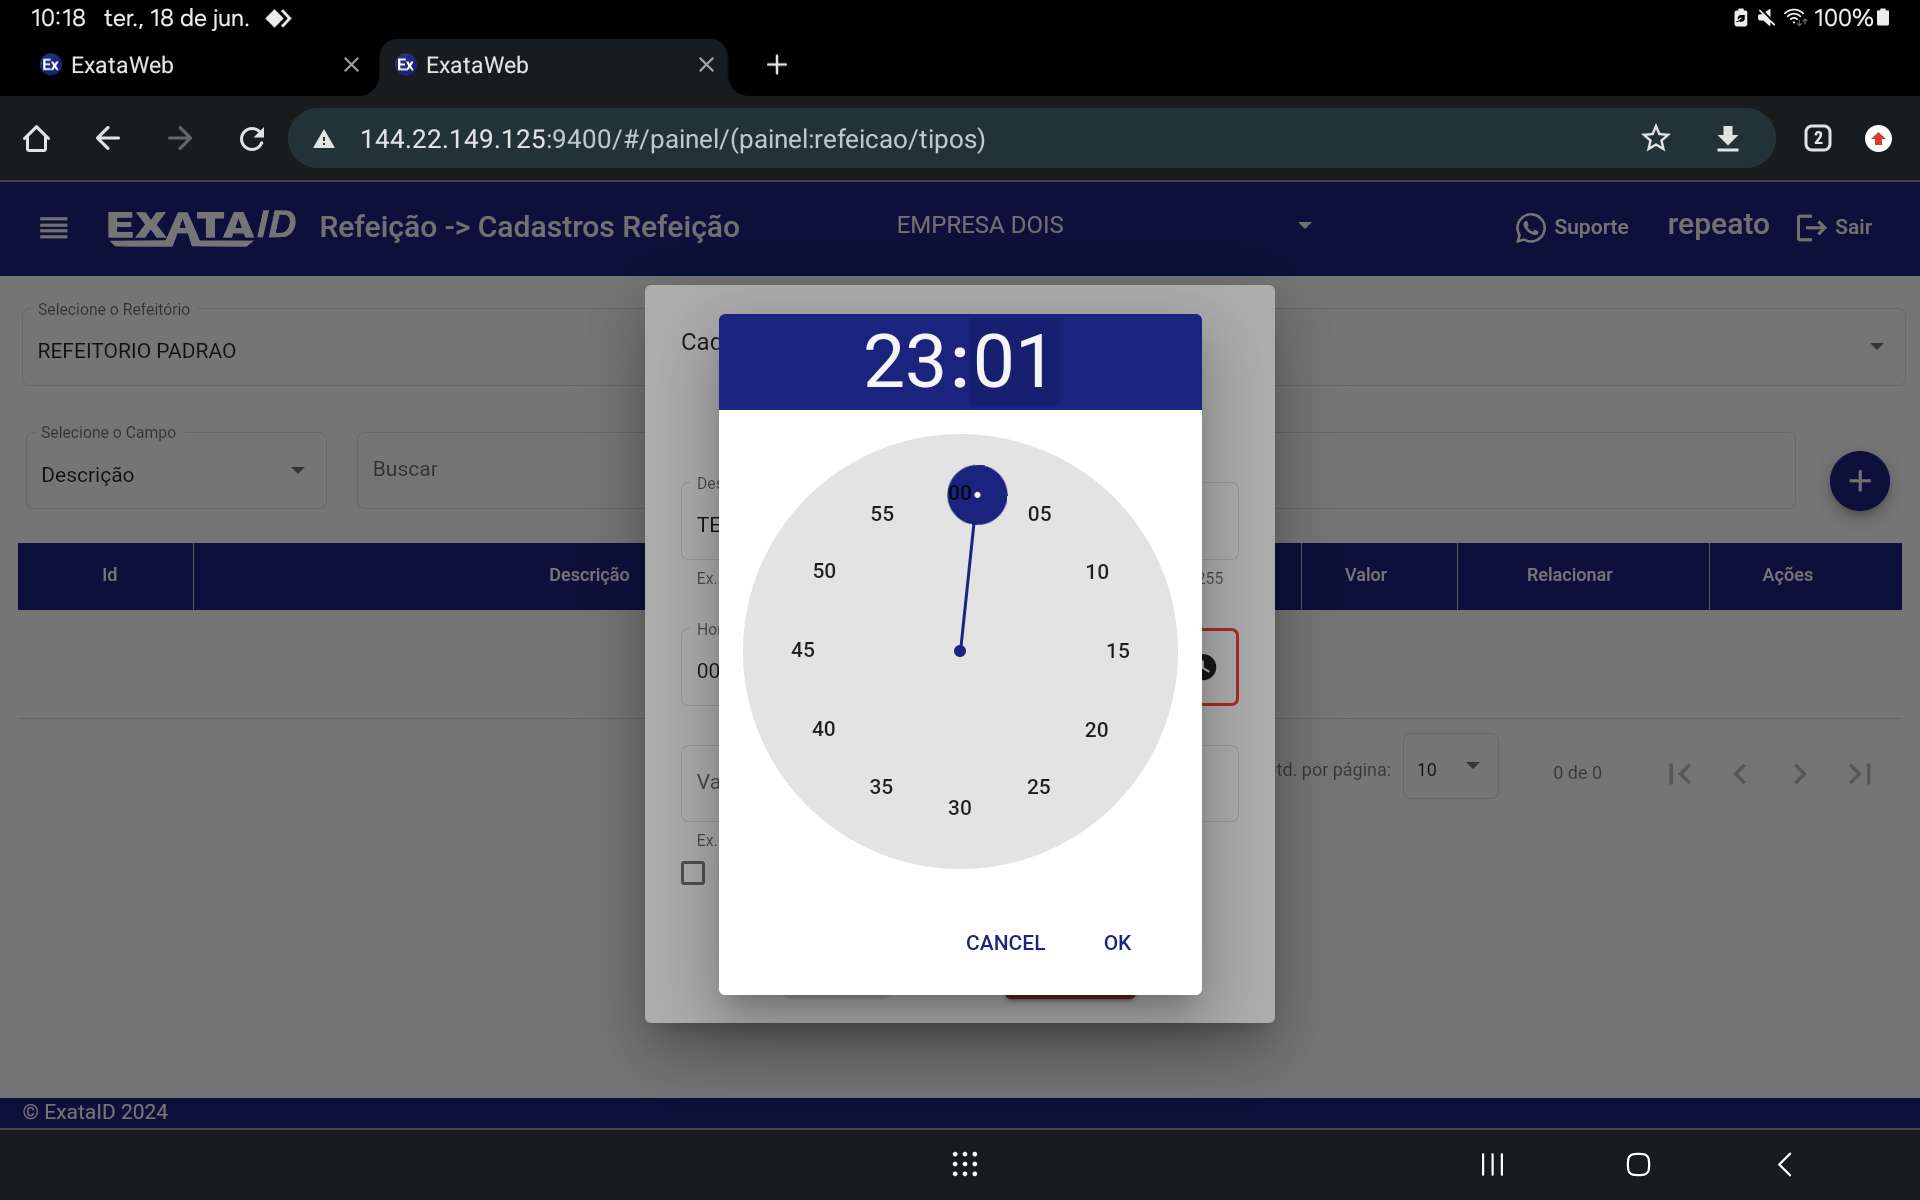 10:18 ter., 18 de jun. 100%
Ex ExataWeb Ex ExataWeb
144.22.149.125:9400/#/painel/(painel:refeicao/tipos) 2
EXATA/D Refeição -> Cadastros Refeição EMPRESA DOIS Suporte repeato Sair
Selecione o Refeitório
REFEITORIO PADRAO
Cad
23:01
Selecione o Campo
Descrição
Buscar
Des
TE
Ex.
255
Id Descrição Valor Relacionar Ações
Hor
00
00
55 05
50 10
45 15
40 20
35 25
30
Va
Ex.
td. por página: 10 0 de 0
CANCEL OK
© ExataID 2024